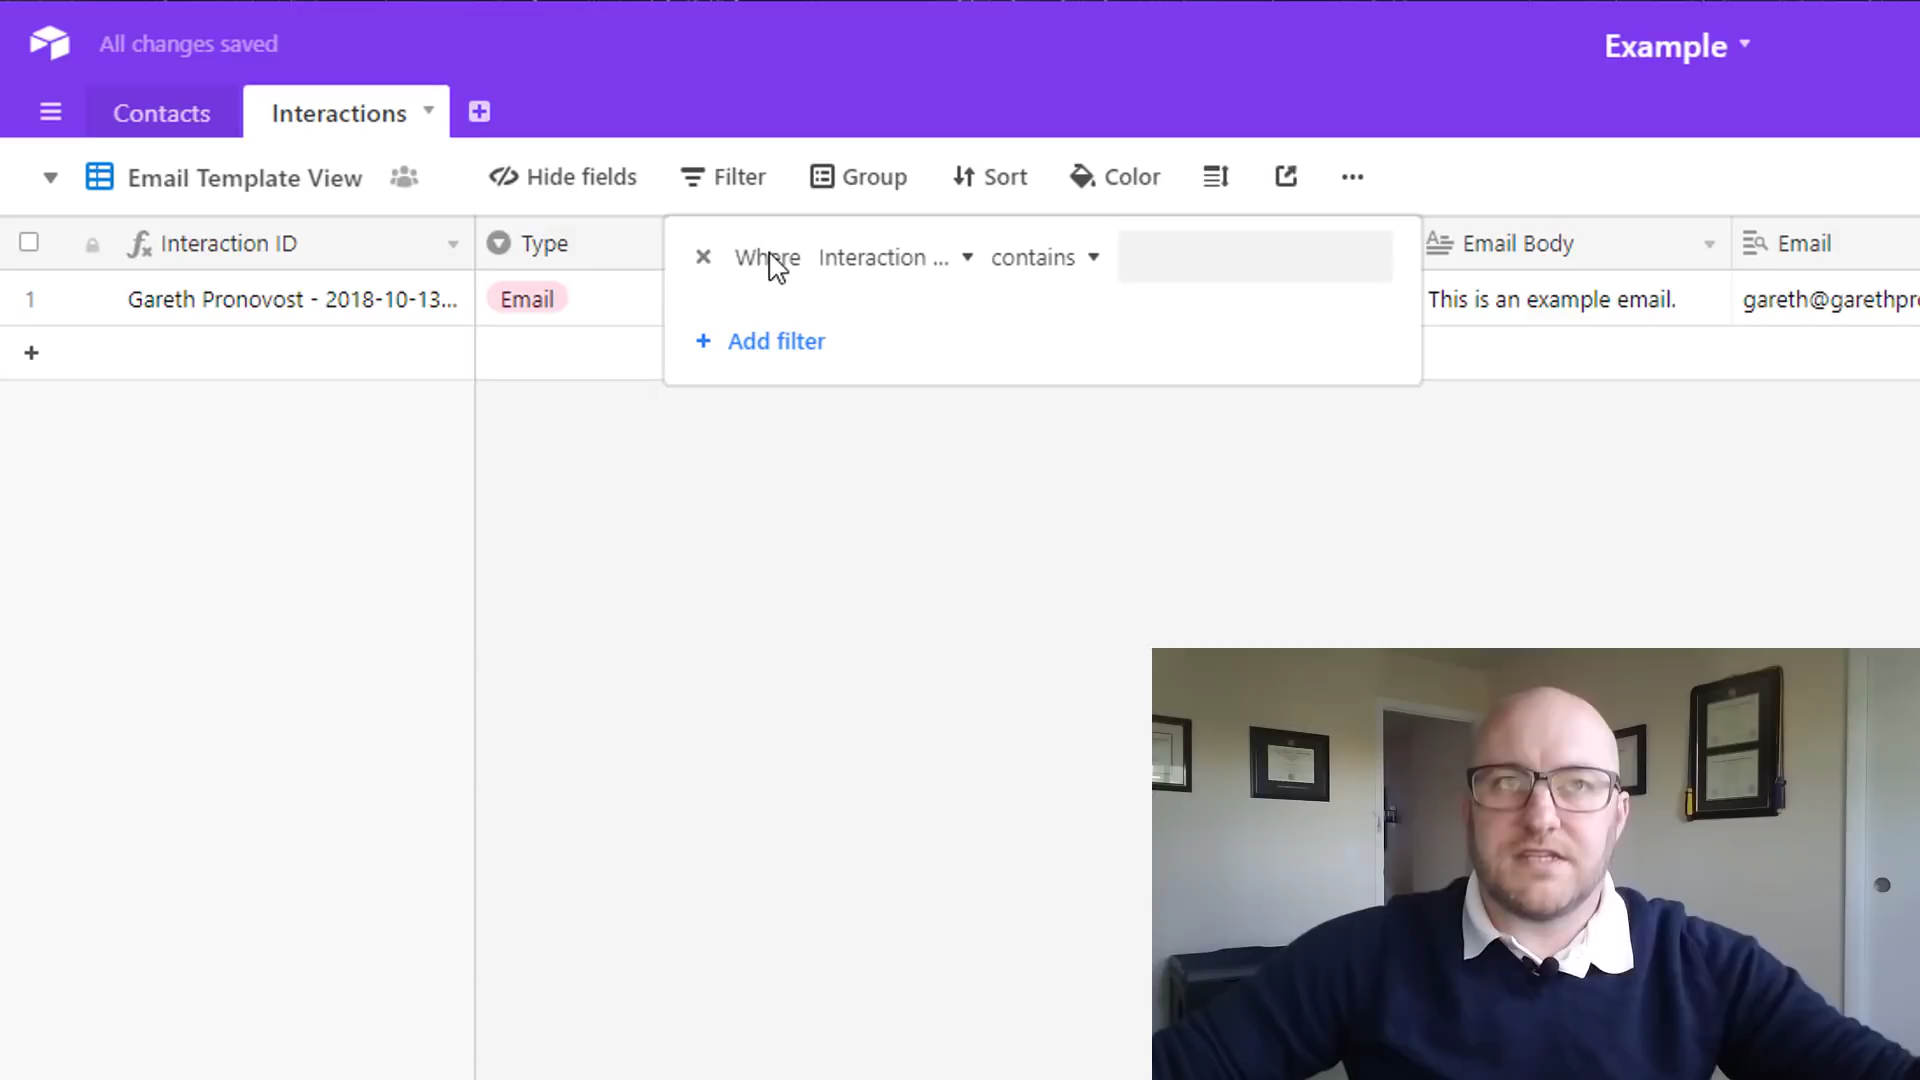 All changes saved
Example
Contacts
Interactions
Email Template View
Hide fields
Filter
Group
Sort
Color
Interaction ID
Type
Email Body
Email
Where Interaction ... contains
1
Gareth Pronovost - 2018-10-13...
Email
This is an example email.
gareth@garethpro
+ Add filter
+